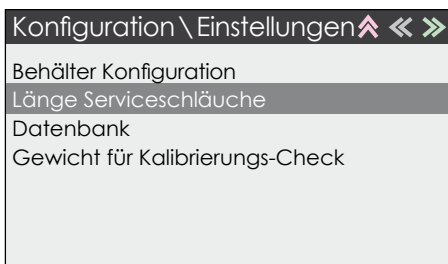 Konfiguration \ Einstellungen
Behälter Konfiguration
Länge Serviceschläuche
Datenbank
Gewicht für Kalibrierungs-Check